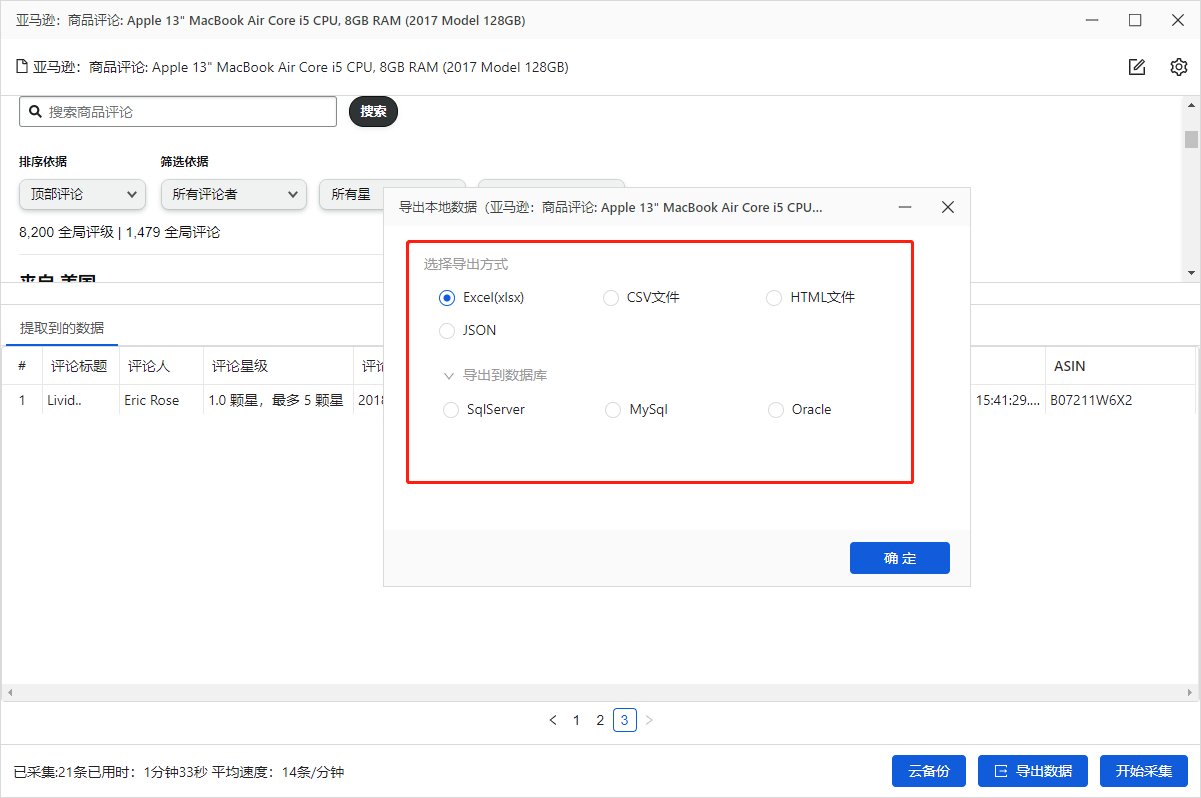 亚马逊：商品评论: Apple 13" MacBook Air Core i5 CPU, 8GB RAM (2017 Model 128GB)
亚马逊：商品评论: Apple 13" MacBook Air Core i5 CPU, 8GB RAM (2017 Model 128GB)
搜索商品评论 搜索
排序依据 筛选依据
顶部评论 所有评论者 所有星
8,200 全局评级 | 1,479 全局评论
来自 美国
导出本地数据（亚马逊：商品评论: Apple 13" MacBook Air Core i5 CPU...
选择导出方式
Excel(xlsx) CSV文件 HTML文件
JSON
导出到数据库
SqlServer MySql Oracle
确 定
提取到的数据
# 评论标题 评论人 评论星级 评论 ASIN
1 Livid.. Eric Rose 1.0 颗星，最多 5 颗星 2018 15:41:29.... B07211W6X2
1 2 3
已采集:21条已用时：1分钟33秒 平均速度：14条/分钟
云备份 导出数据 开始采集